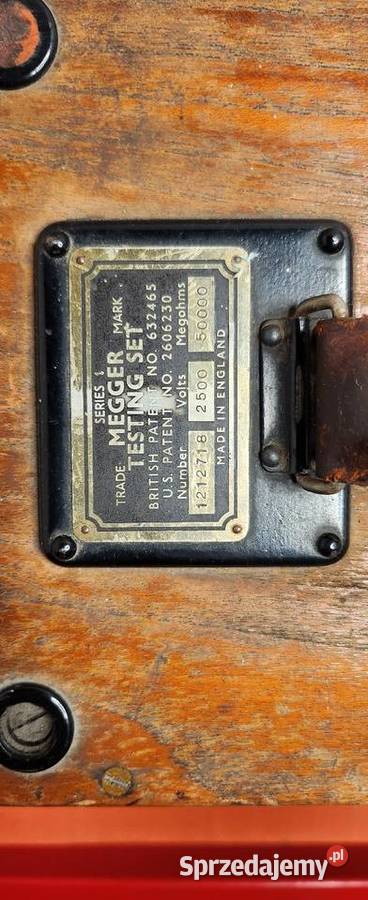 SERIES 1
TRADE MEGGER MARK
TESTING SET
BRITISH PATENT NO. 632465
U.S. PATENT NO. 2606230
Number Volts Megohms
1212718 2500 50000
MADE IN ENGLAND
Sprzedajemy.pl